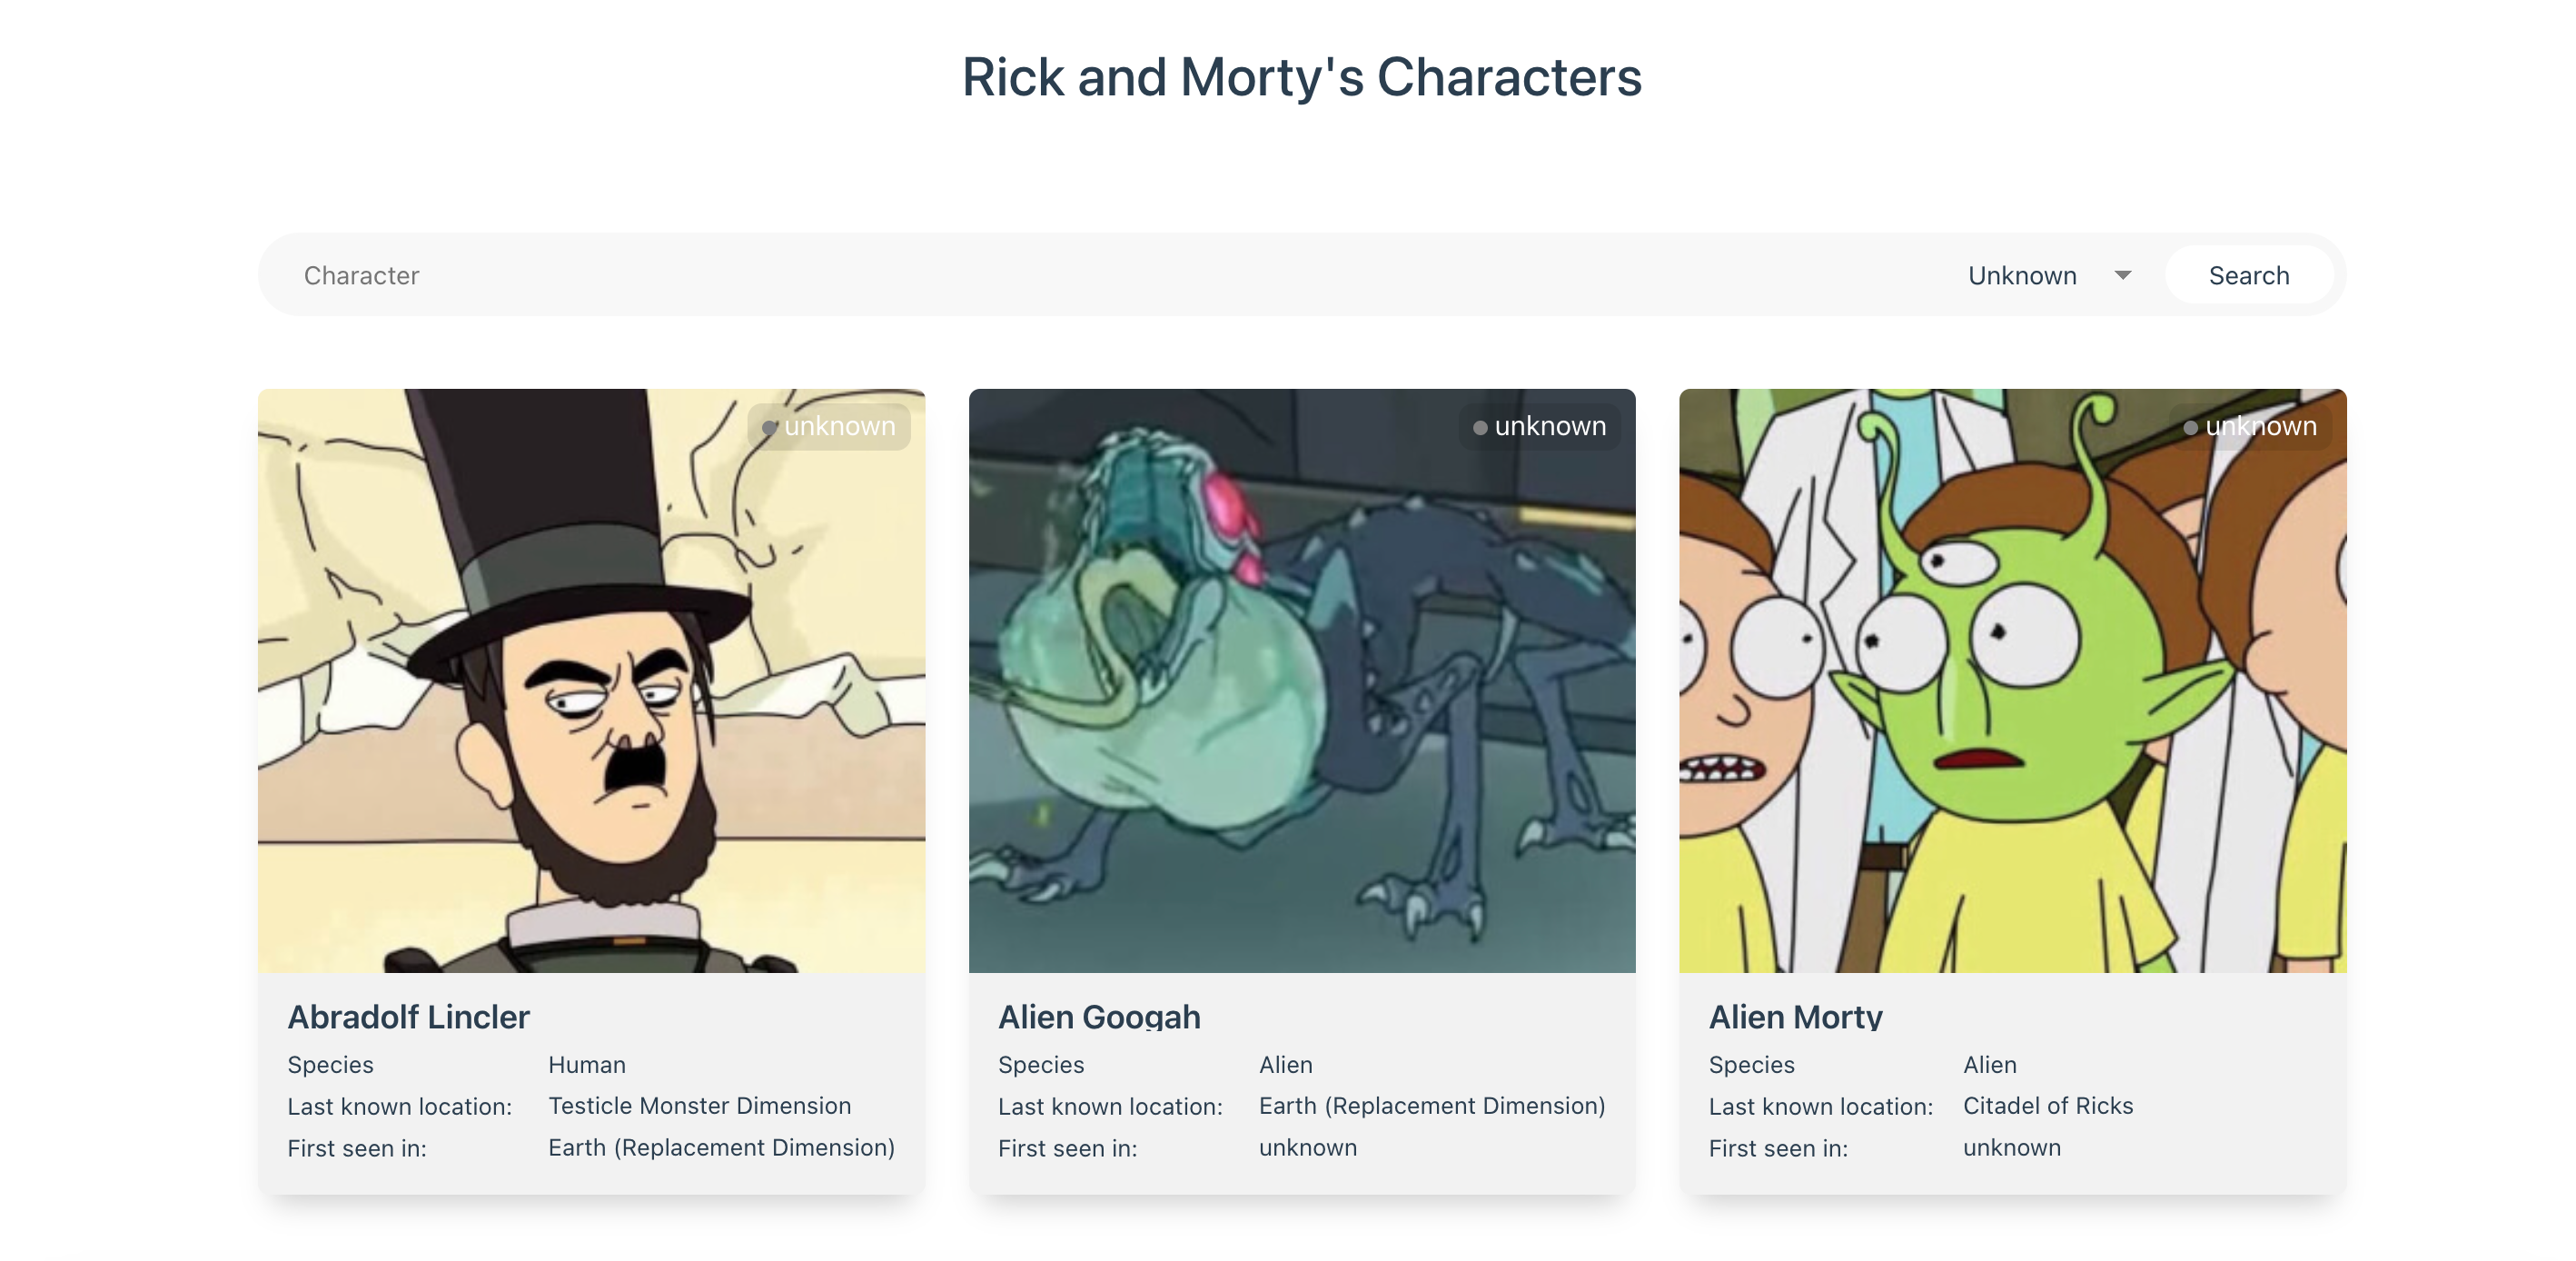 Rick and Morty's Characters
Character
Unknown
Search
unknown
unknown
unknown
Abradolf Lincler
Species Human
Last known location: Testicle Monster Dimension
First seen in: Earth (Replacement Dimension)
Alien Googah
Species Alien
Last known location: Earth (Replacement Dimension)
First seen in: unknown
Alien Morty
Species Alien
Last known location: Citadel of Ricks
First seen in: unknown